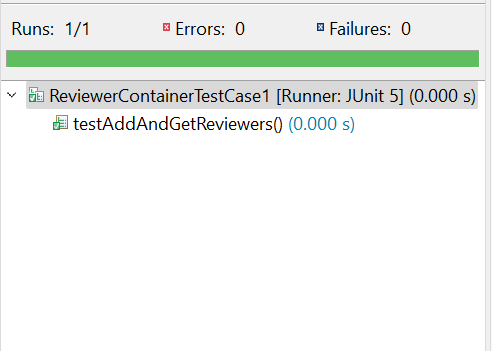 Runs: 1/1 Errors: 0 Failures: 0
ReviewerContainerTestCase1 [Runner: JUnit 5] (0.000 s)
testAddAndGetReviewers() (0.000 s)